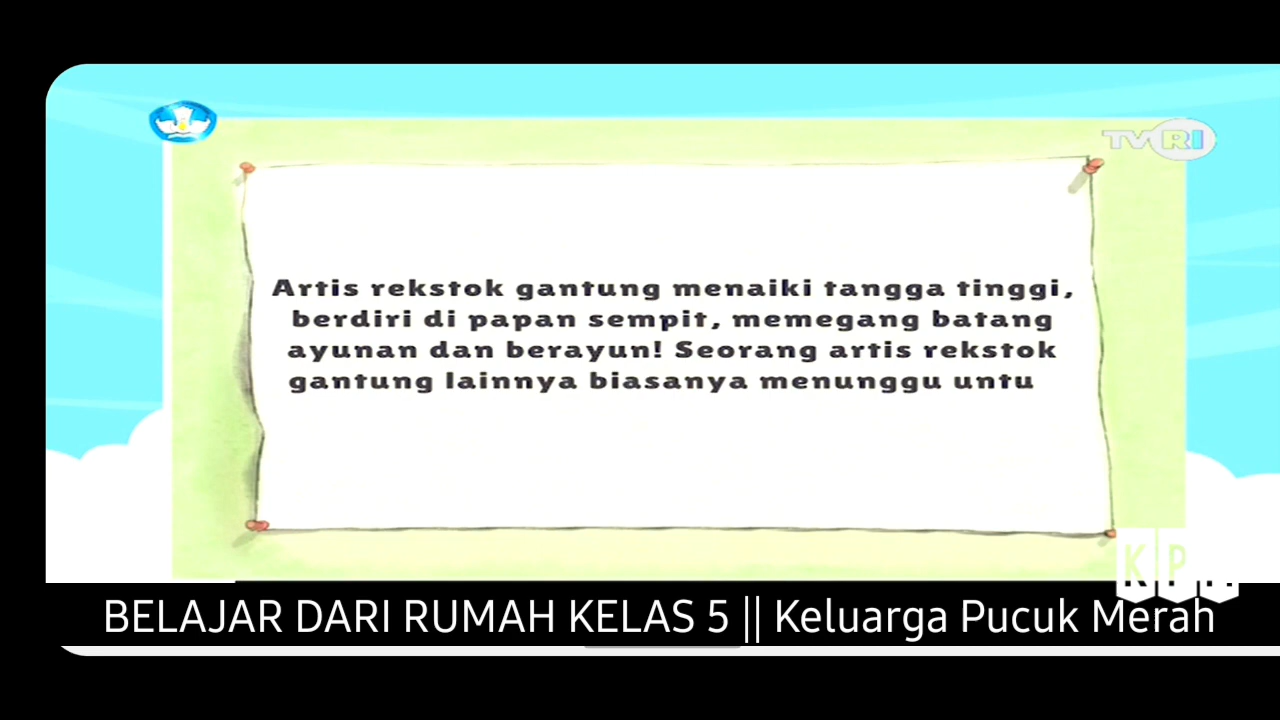 TVRI
Artis rekstok gantung menaiki tangga tinggi,
berdiri di papan sempit, memegang batang
ayunan dan berayun! Seorang artis rekstok
gantung lainnya biasanya menunggu untu
BELAJAR DARI RUMAH KELAS 5 || Keluarga Pucuk Merah